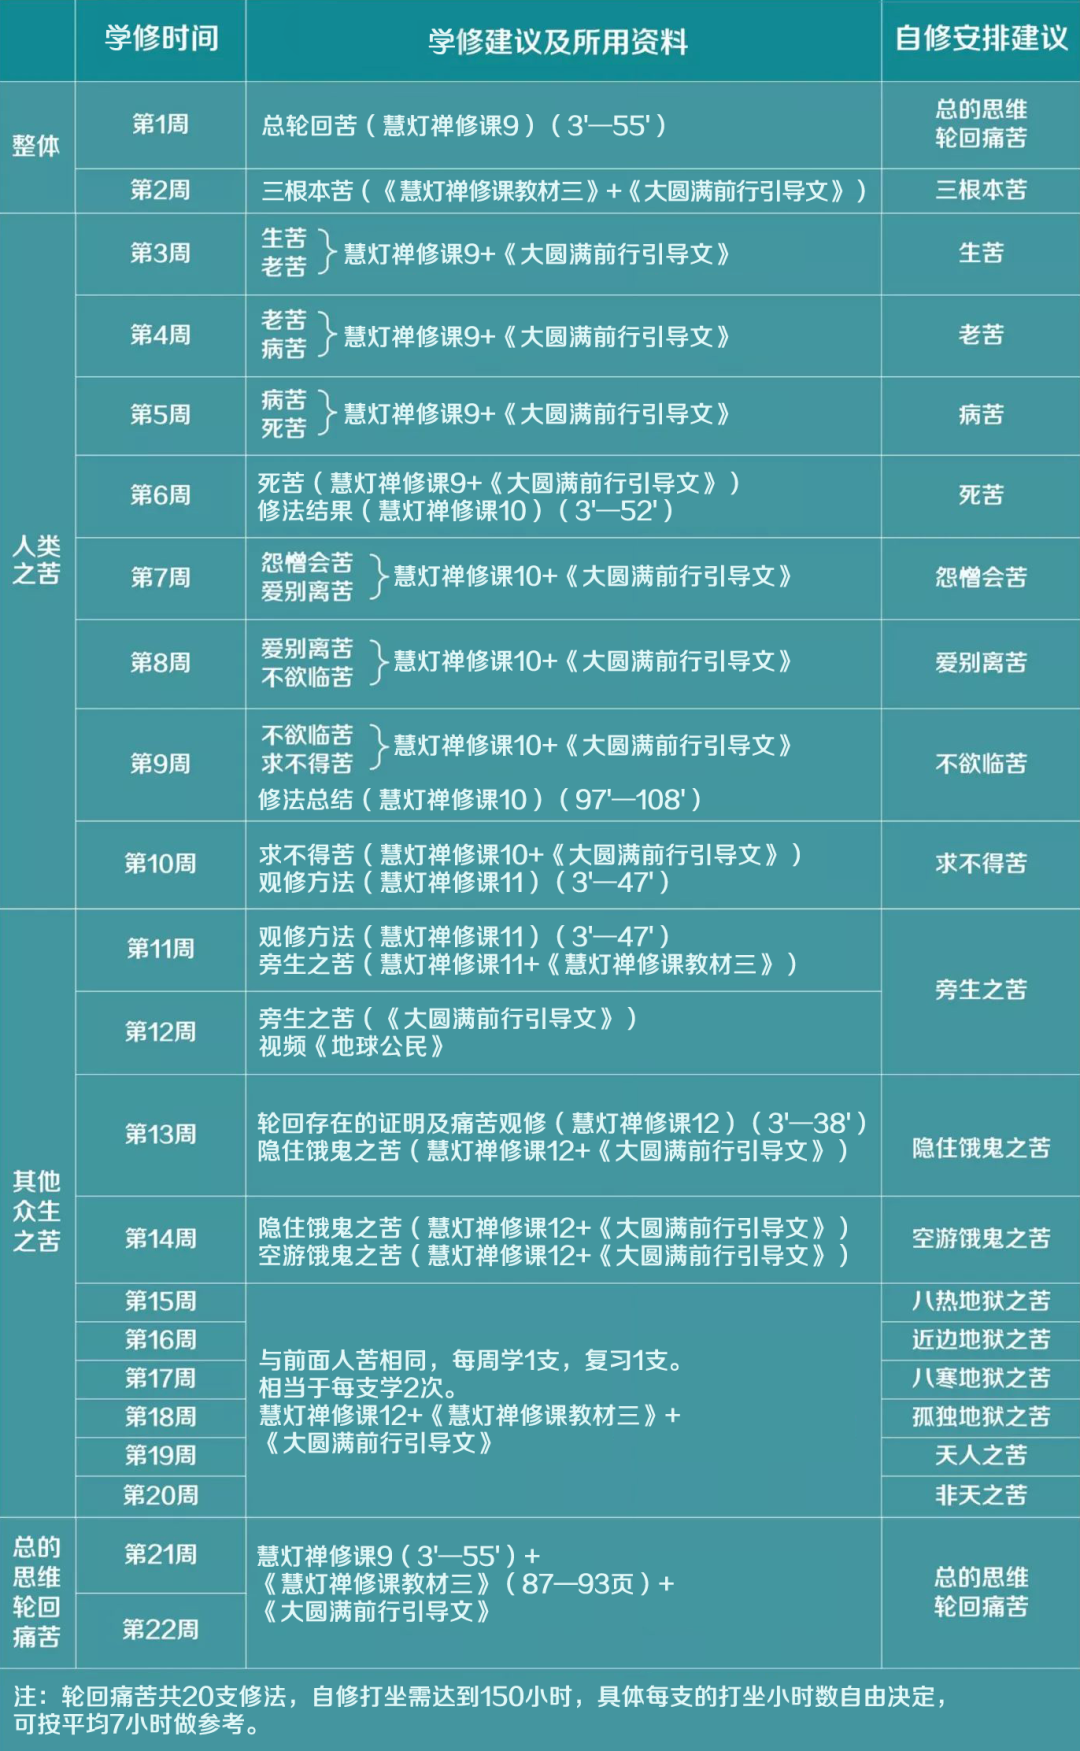 学修时间
学修建议及所用资料
自修安排建议
整体
第1周
总轮回苦（慧灯禅修课9）（3'—55'）
总的思维
轮回痛苦
第2周
三根本苦（《慧灯禅修课教材三》+《大圆满前行引导文》）
三根本苦
人类
之苦
第3周
生苦
老苦
慧灯禅修课9+《大圆满前行引导文》
生苦
第4周
老苦
病苦
慧灯禅修课9+《大圆满前行引导文》
老苦
第5周
病苦
死苦
慧灯禅修课9+《大圆满前行引导文》
病苦
第6周
死苦（慧灯禅修课9+《大圆满前行引导文》）
修法结果（慧灯禅修课10）（3'—52'）
死苦
第7周
怨憎会苦
爱别离苦
慧灯禅修课10+《大圆满前行引导文》
怨憎会苦
第8周
爱别离苦
不欲临苦
慧灯禅修课10+《大圆满前行引导文》
爱别离苦
第9周
不欲临苦
求不得苦
慧灯禅修课10+《大圆满前行引导文》
修法总结（慧灯禅修课10）（97'—108'）
不欲临苦
第10周
求不得苦（慧灯禅修课10+《大圆满前行引导文》）
观修方法（慧灯禅修课11）（3'—47'）
求不得苦
其他
众生
之苦
第11周
观修方法（慧灯禅修课11）（3'—47'）
旁生之苦（慧灯禅修课11+《慧灯禅修课教材三》）
旁生之苦
第12周
旁生之苦（《大圆满前行引导文》）
视频《地球公民》
第13周
轮回存在的证明及痛苦观修（慧灯禅修课12）（3'—38'）
隐住饿鬼之苦（慧灯禅修课12+《大圆满前行引导文》）
隐住饿鬼之苦
第14周
隐住饿鬼之苦（慧灯禅修课12+《大圆满前行引导文》）
空游饿鬼之苦（慧灯禅修课12+《大圆满前行引导文》）
空游饿鬼之苦
第15周
八热地狱之苦
第16周
近边地狱之苦
第17周
八寒地狱之苦
第18周
孤独地狱之苦
第19周
天人之苦
第20周
非天之苦
与前面人苦相同，每周学1支，复习1支。
相当于每支学2次。
慧灯禅修课12+《慧灯禅修课教材三》+
《大圆满前行引导文》
总的
思维
轮回
痛苦
第21周
第22周
慧灯禅修课9（3'—55'）+
《慧灯禅修课教材三》（87—93页）+
《大圆满前行引导文》
总的思维
轮回痛苦
注：轮回痛苦共20支修法，自修打坐需达到150小时，具体每支的打坐小时数自由决定，
可按平均7小时做参考。